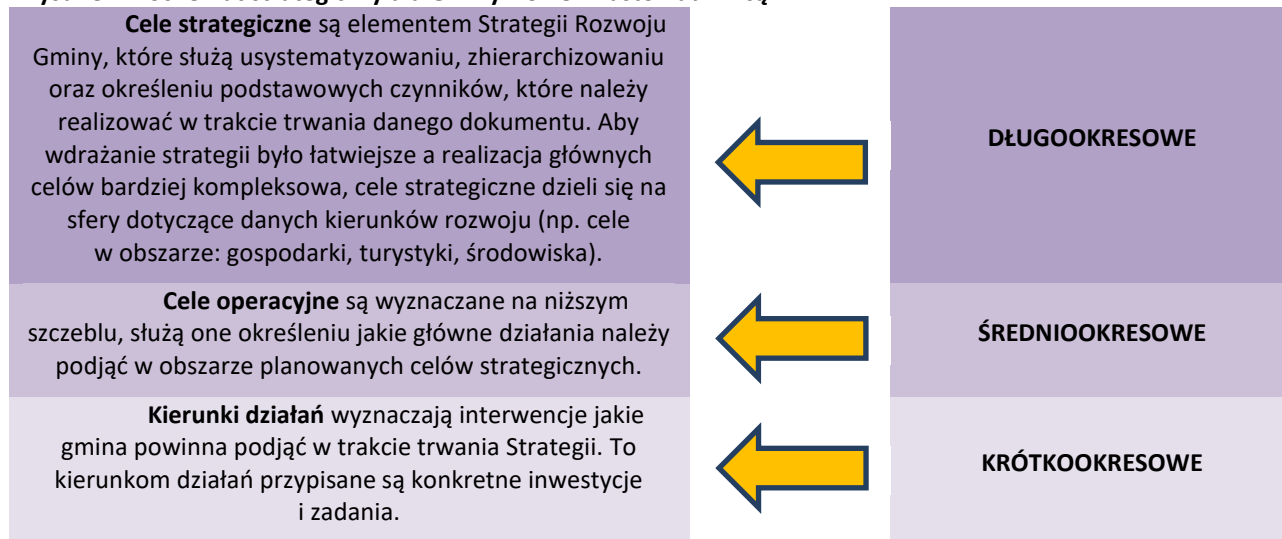 Cele strategiczne są elementem Strategii Rozwoju
Gminy, które służą usystematyzowaniu, zhierarchizowaniu
oraz określeniu podstawowych czynników, które należy
realizować w trakcie trwania danego dokumentu. Aby
wdrażanie strategii było łatwiejsze a realizacja głównych
celów bardziej kompleksowa, cele strategiczne dzieli się na
sfery dotyczące danych kierunków rozwoju (np. cele
w obszarze: gospodarki, turystyki, środowiska).
DŁUGOOKRESOWE
Cele operacyjne są wyznaczane na niższym
szczeblu, służą one określeniu jakie główne działania należy
podjąć w obszarze planowanych celów strategicznych.
ŚREDNIOOKRESOWE
Kierunki działań wyznaczają interwencje jakie
gmina powinna podjąć w trakcie trwania Strategii. To
kierunkom działań przypisane są konkretne inwestycje
i zadania.
KRÓTKOOKRESOWE